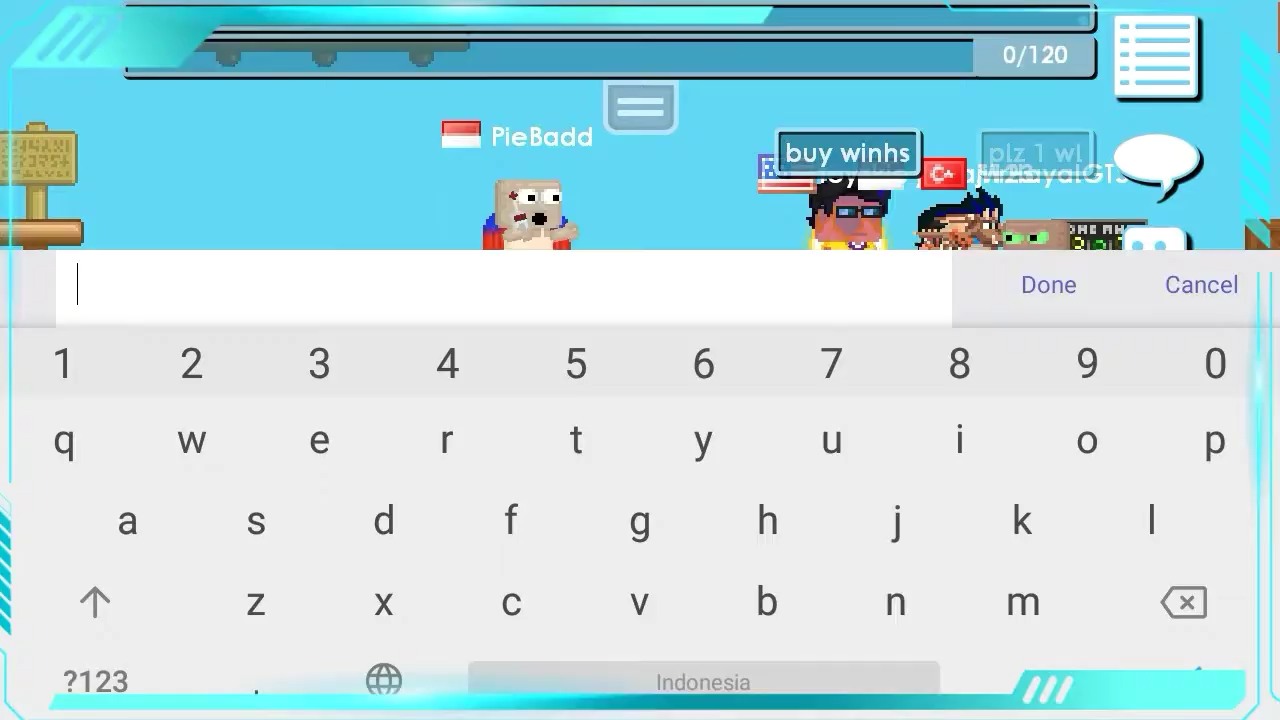 0/120
PieBadd
buy winhs
plz 1 wl
Done
Cancel
1 2 3 4 5 6 7 8 9 0
q w e r t y u i o p
a s d f g h j k l
z x c v b n m
?123 . Indonesia